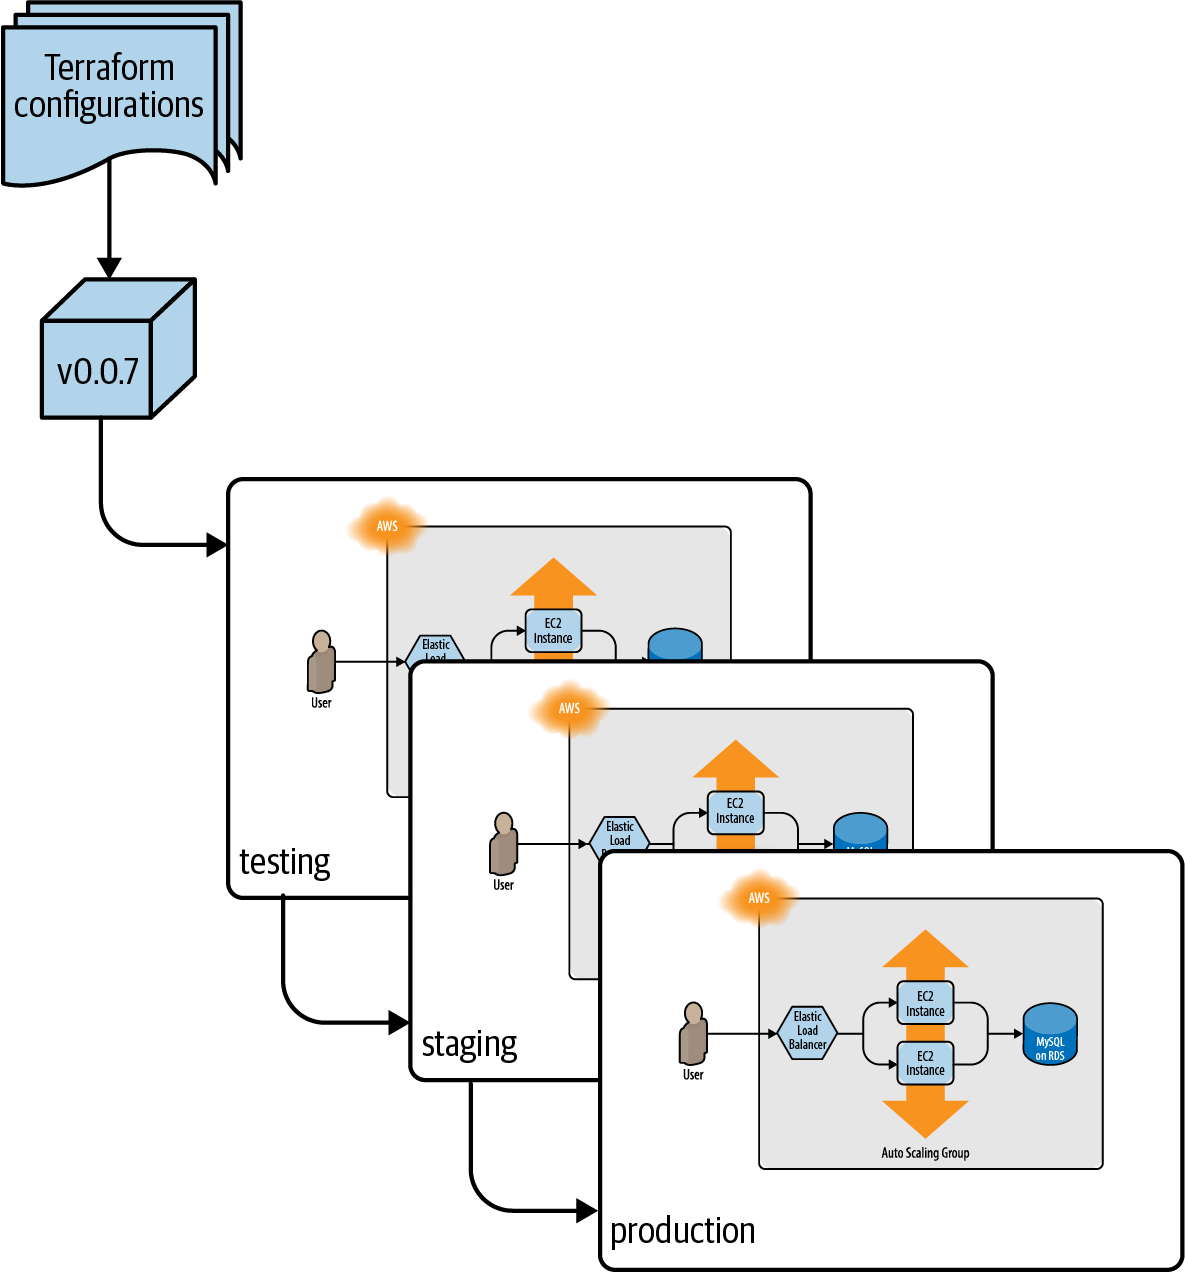 Terraform
configurations
v0.0.7
AWS
EC2
Instance
Elastic
Load
User
testing
AWS
EC2
Instance
Elastic
Load
User
staging
AWS
EC2
Instance
Elastic
Load
Balancer
EC2
Instance
MySQL
on RDS
User
Auto Scaling Group
production